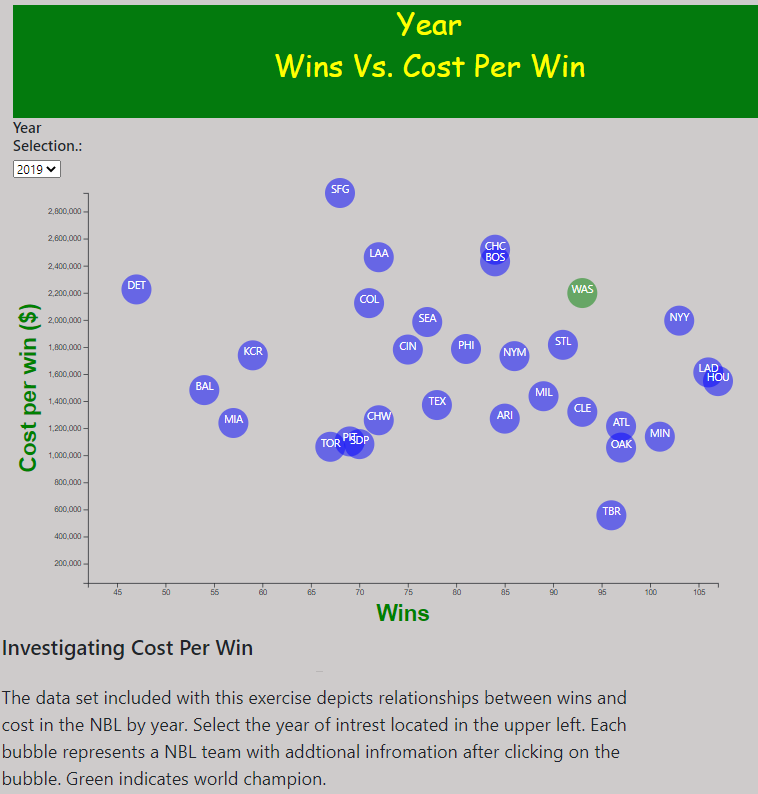 Year
Wins Vs. Cost Per Win
Year
Selection.:
2019
SFG
2,800,000
2,600,000
CHC
LAA
BOS
2,400,000
DET
2,200,000
WAS
COL
2,000,000
SEA
NYY
1,800,000
CIN
PHI
STL
KCR
NYM
1,600,000
LAD
HOU
BAL
1,400,000
MIL
TEX
CLE
MIA
CHW
ARI
ATL
1,200,000
MIN
TOR
PIT
SDP
OAK
1,000,000
800,000
TBR
600,000
400,000
200,000
Cost per win ($)
45 50 55 60 65 70 75 80 85 90 95 100 105
Wins
Investigating Cost Per Win
The data set included with this exercise depicts relationships between wins and
cost in the NBL by year. Select the year of intrest located in the upper left. Each
bubble represents a NBL team with addtional infromation after clicking on the
bubble. Green indicates world champion.